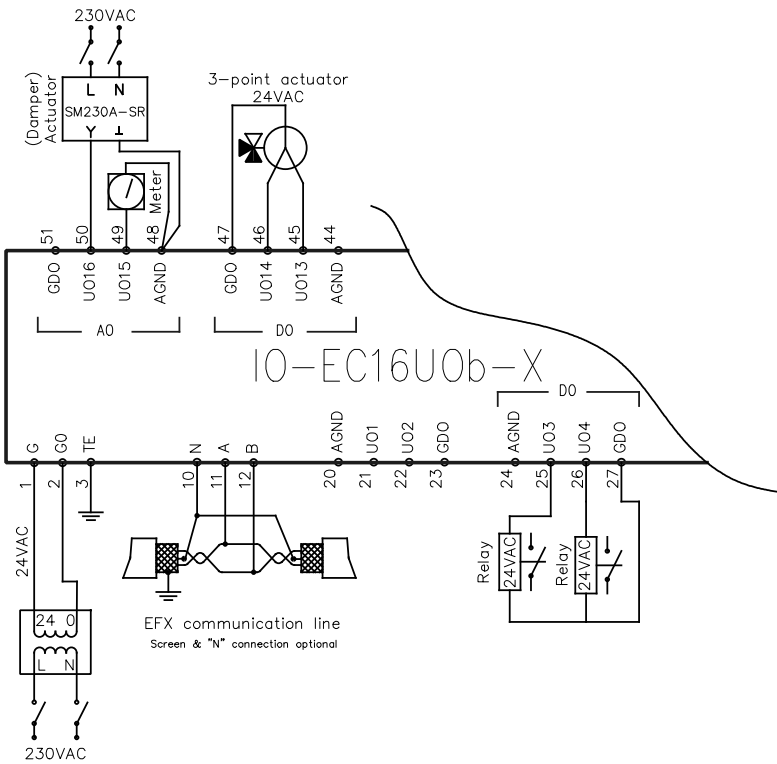 230VAC
L N
SM230A-SR
Y ⊥
(Damper)
Actuator
Meter
3-point actuator
24VAC
51 50 49 48 47 46 45 44
GDO UO16 UO15 AGND GDO UO14 UO13 AGND
AO DO
IO-EC16UOb-X
DO
G G0 TE N A B AGND UO1 UO2 GDO AGND UO3 UO4 GDO
1 2 3 10 11 12 20 21 22 23 24 25 26 27
24VAC
Relay 24VAC Relay 24VAC
24 0
L N
230VAC
EFX communication line
Screen & "N" connection optional